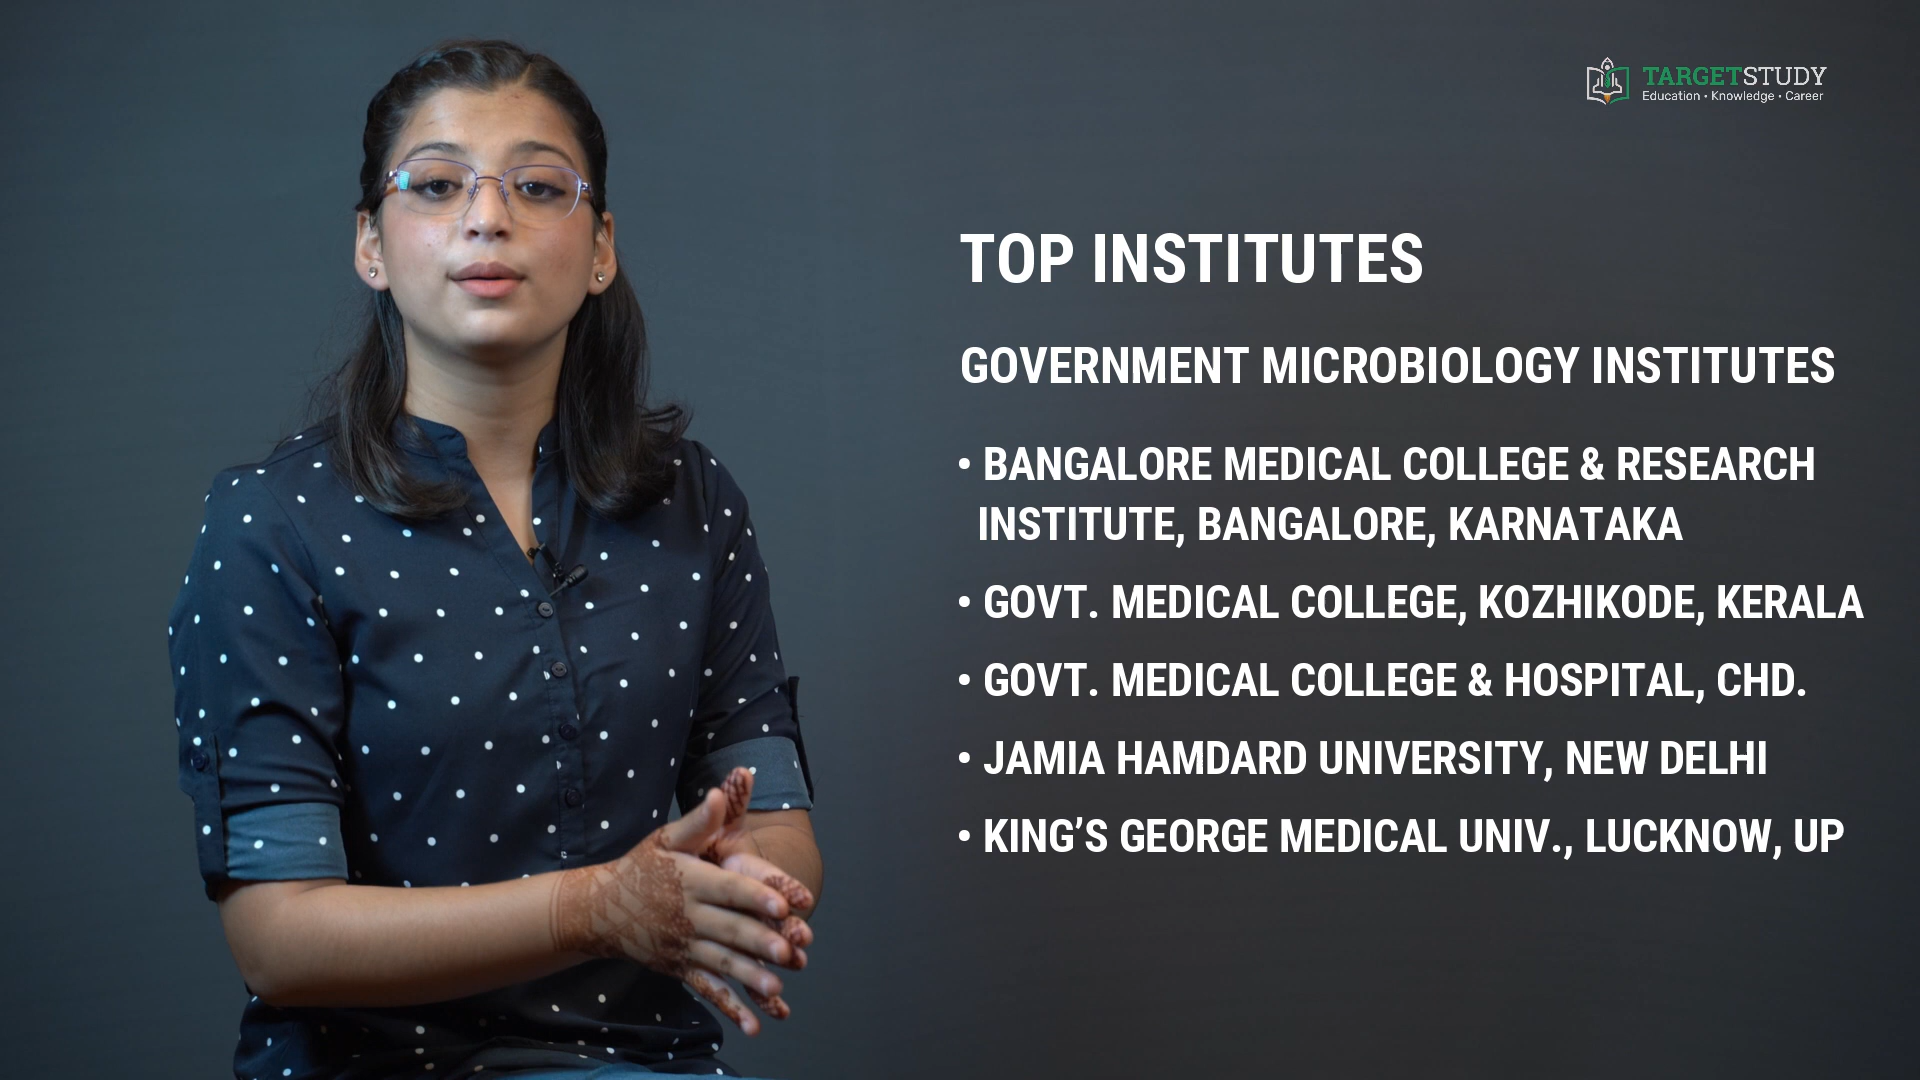 TARGETSTUDY
Education • Knowledge • Career
TOP INSTITUTES
GOVERNMENT MICROBIOLOGY INSTITUTES
• BANGALORE MEDICAL COLLEGE & RESEARCH
INSTITUTE, BANGALORE, KARNATAKA
• GOVT. MEDICAL COLLEGE, KOZHIKODE, KERALA
• GOVT. MEDICAL COLLEGE & HOSPITAL, CHD.
• JAMIA HAMDARD UNIVERSITY, NEW DELHI
• KING’S GEORGE MEDICAL UNIV., LUCKNOW, UP